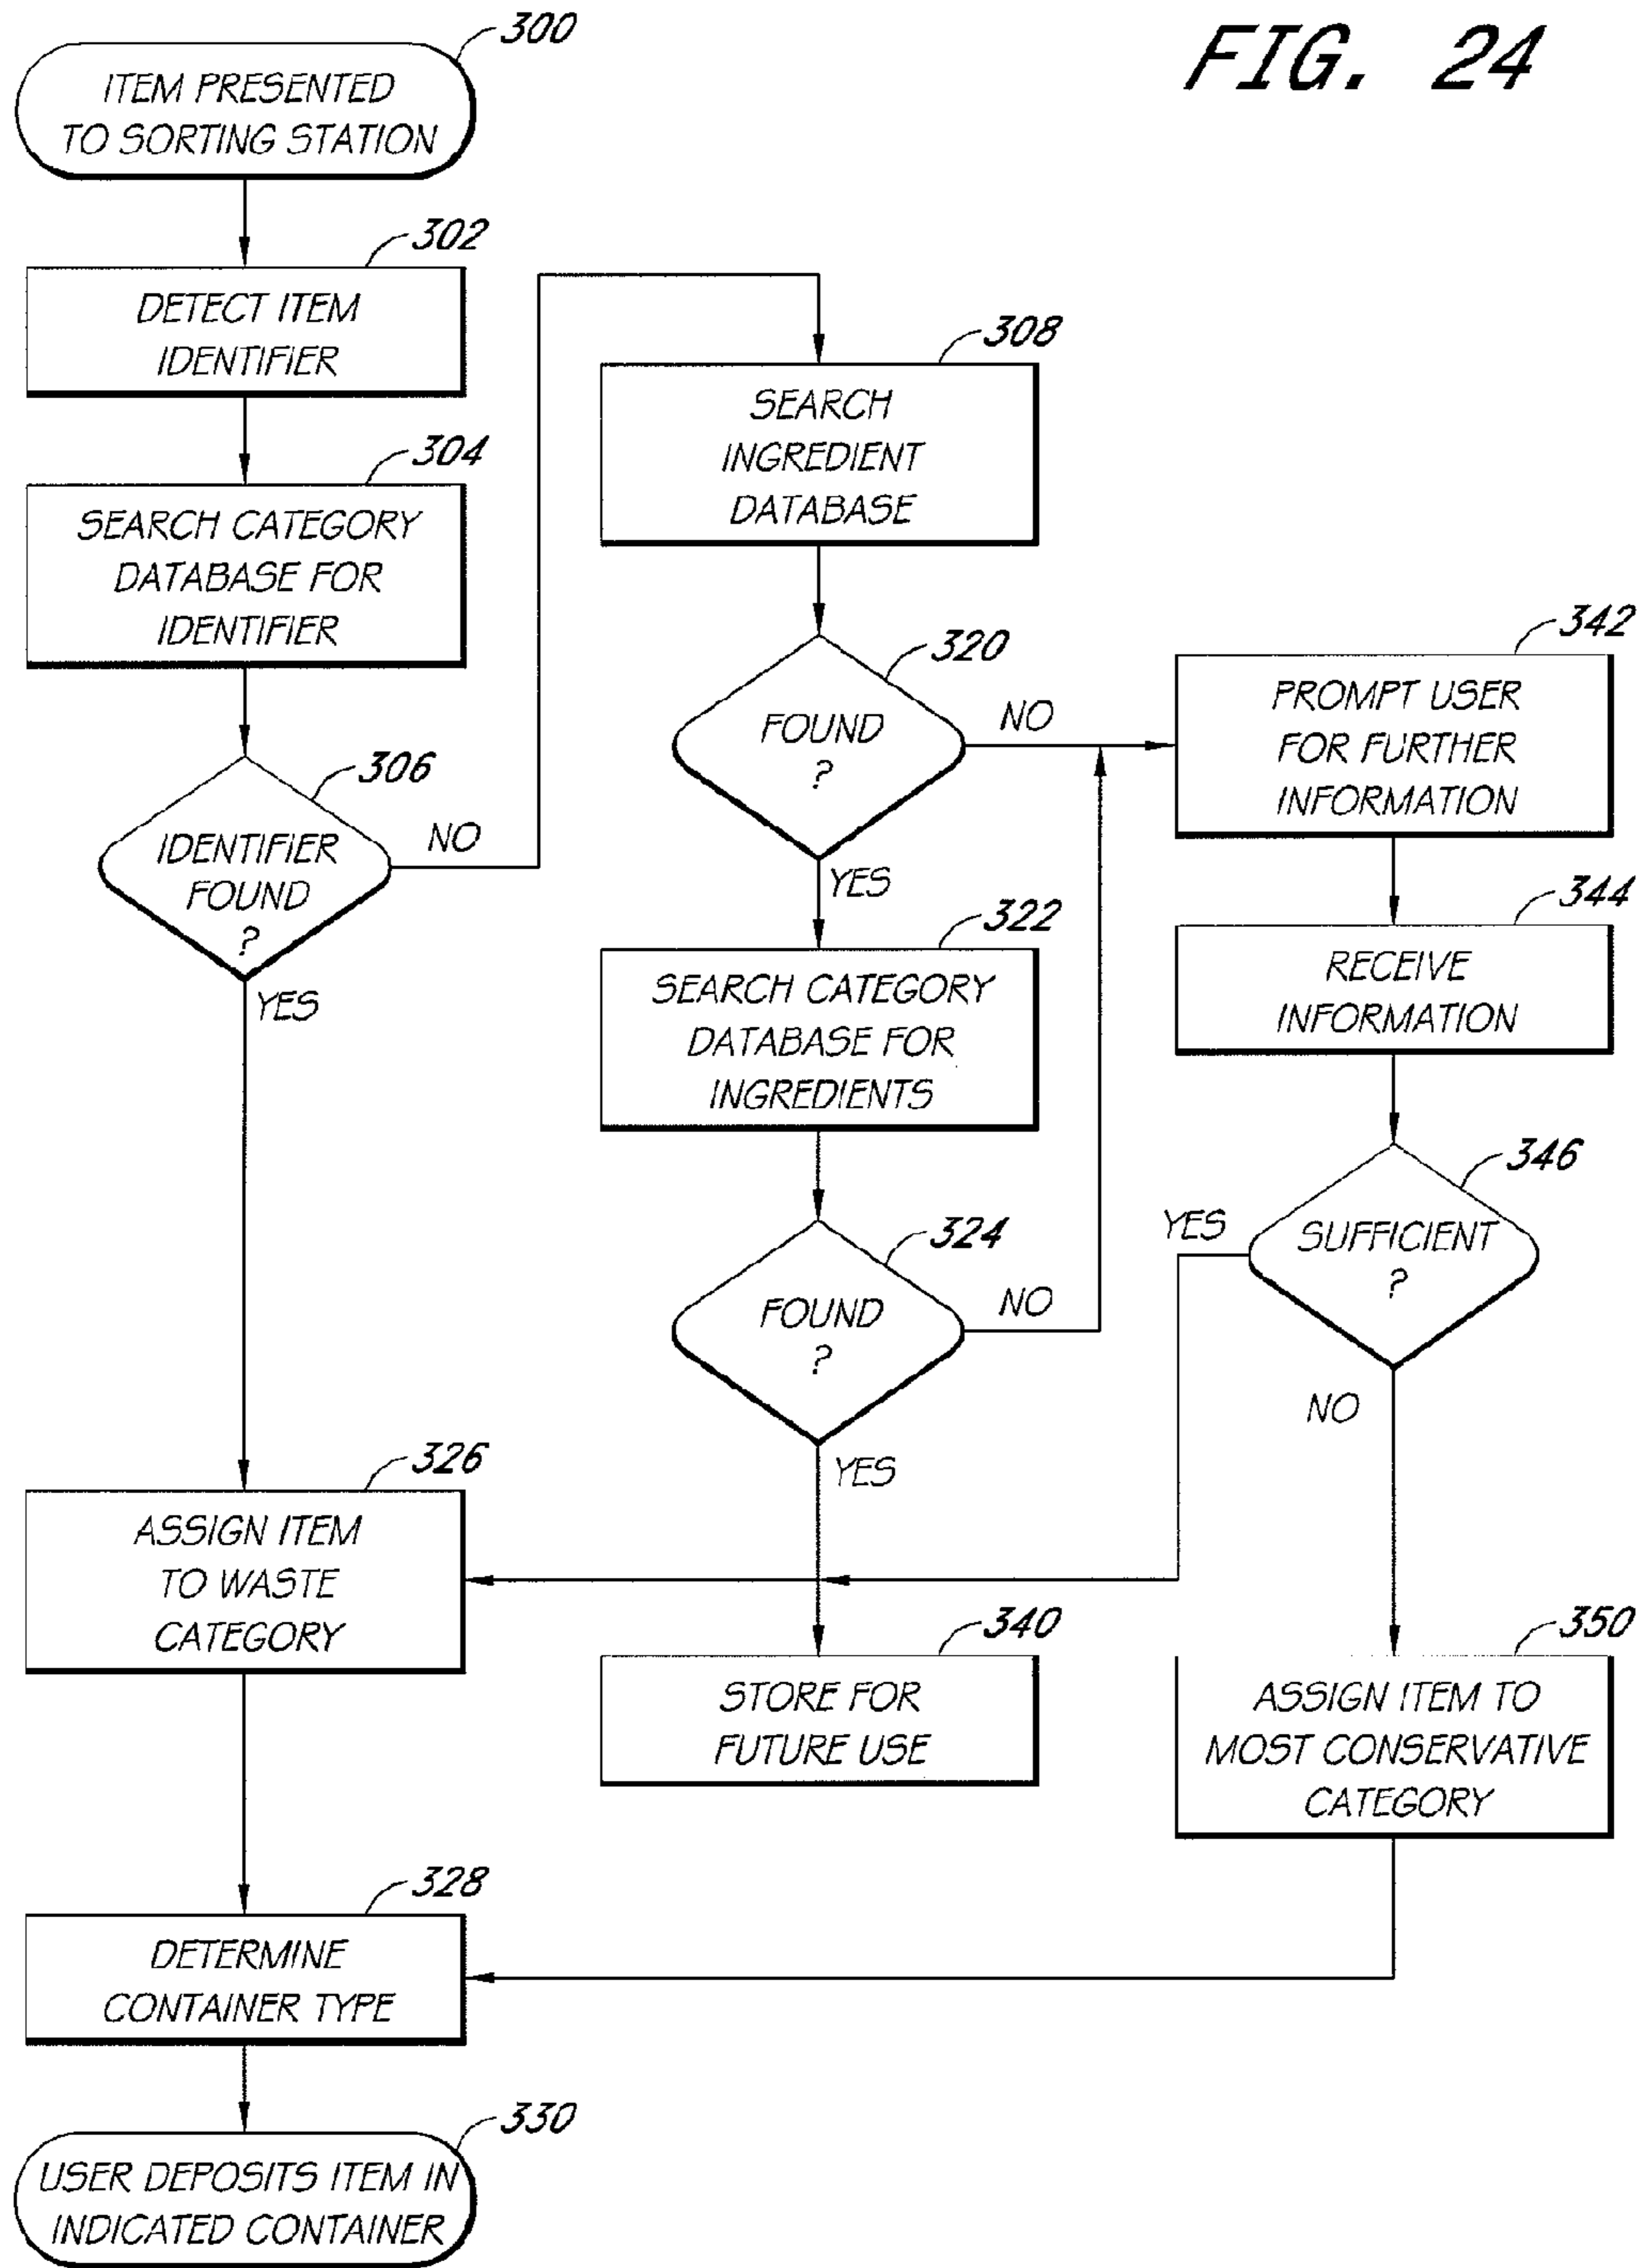 FIG. 24
300
ITEM PRESENTED
TO SORTING STATION
302
DETECT ITEM
IDENTIFIER
304
SEARCH CATEGORY
DATABASE FOR
IDENTIFIER
306
IDENTIFIER
FOUND
?
NO
YES
308
SEARCH
INGREDIENT
DATABASE
320
FOUND
?
NO
YES
322
SEARCH CATEGORY
DATABASE FOR
INGREDIENTS
324
FOUND
?
NO
YES
342
PROMPT USER
FOR FURTHER
INFORMATION
344
RECEIVE
INFORMATION
346
SUFFICIENT
?
YES
NO
326
ASSIGN ITEM
TO WASTE
CATEGORY
340
STORE FOR
FUTURE USE
350
ASSIGN ITEM TO
MOST CONSERVATIVE
CATEGORY
328
DETERMINE
CONTAINER TYPE
330
USER DEPOSITS ITEM IN
INDICATED CONTAINER